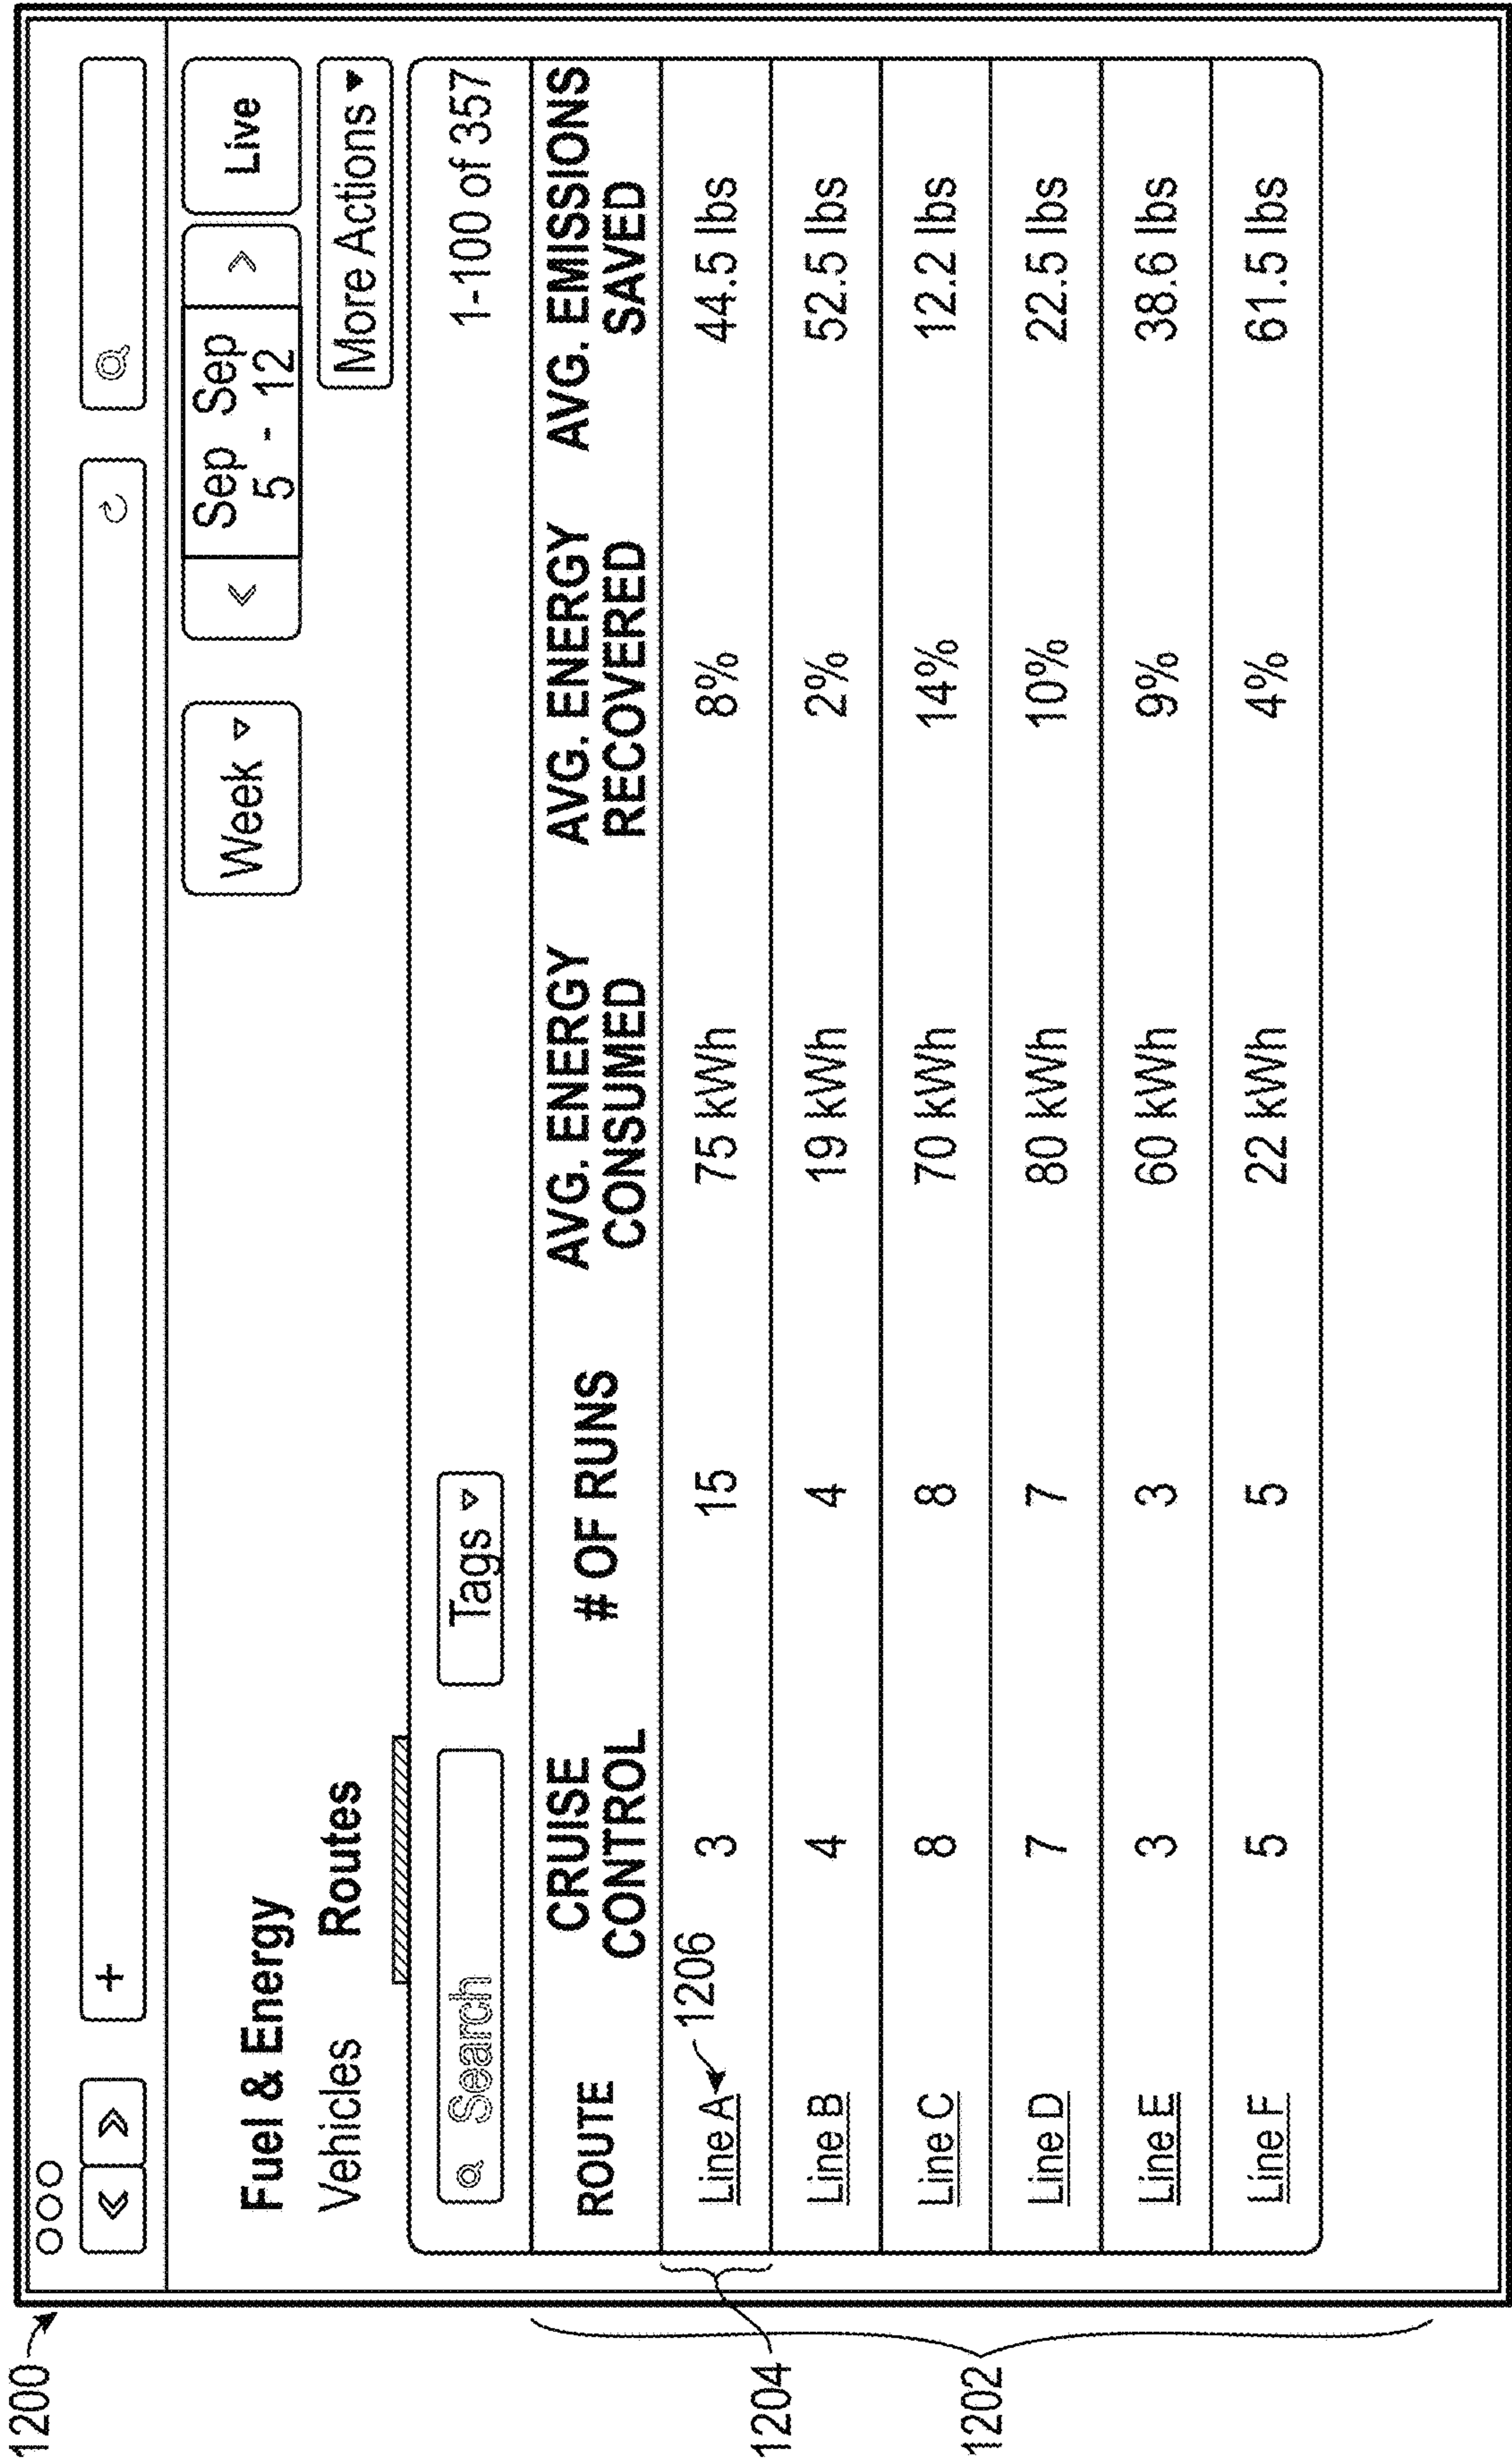 1200
+
Fuel & Energy
Week
Sep Sep
5 - 12
Live
Vehicles Routes
More Actions
Search
Tags
1-100 of 357
ROUTE CRUISE CONTROL # OF RUNS AVG. ENERGY CONSUMED AVG. ENERGY RECOVERED AVG. EMISSIONS SAVED
1204
Line A 1206 3 15 75 kWh 8% 44.5 lbs
Line B 4 4 19 kWh 2% 52.5 lbs
1202
Line C 8 8 70 kWh 14% 12.2 lbs
Line D 7 7 80 kWh 10% 22.5 lbs
Line E 3 3 60 kWh 9% 38.6 lbs
Line F 5 5 22 kWh 4% 61.5 lbs